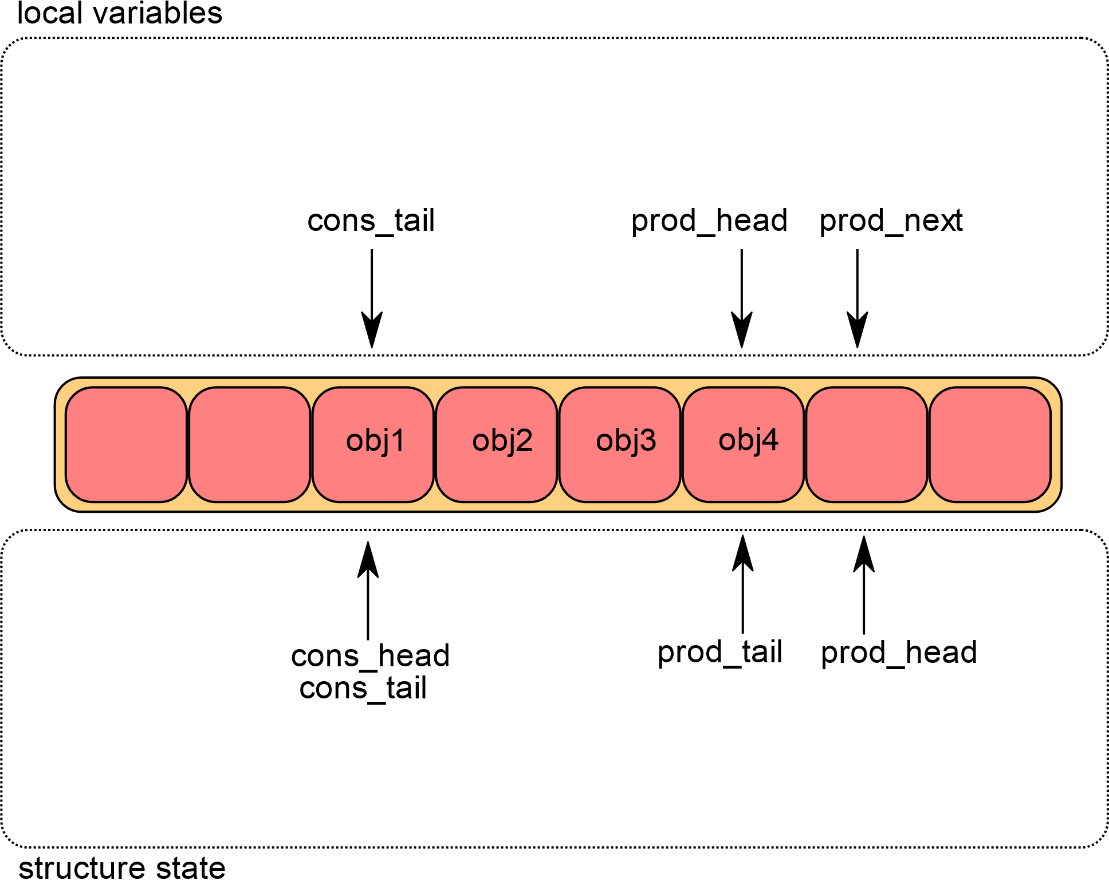 local variables
cons_tail prod_head prod_next
obj1 obj2 obj3 obj4
cons_head prod_tail prod_head
cons_tail
structure state